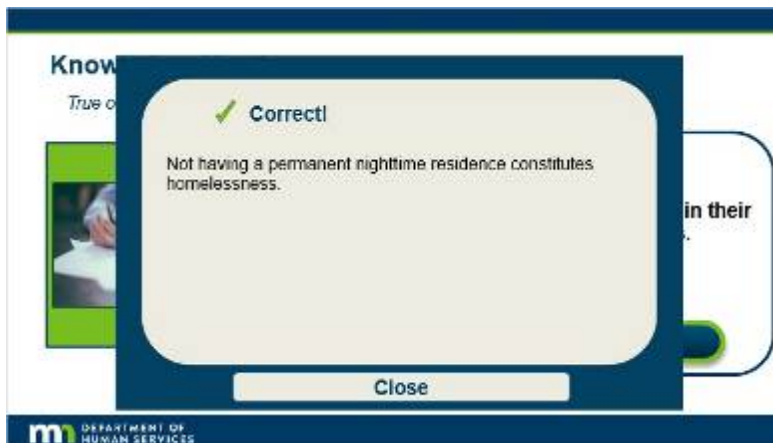 Know
True o
Correct!
Not having a permanent nighttime residence constitutes
homelessness.
in their
Close
DEPARTMENT OF
HUMAN SERVICES